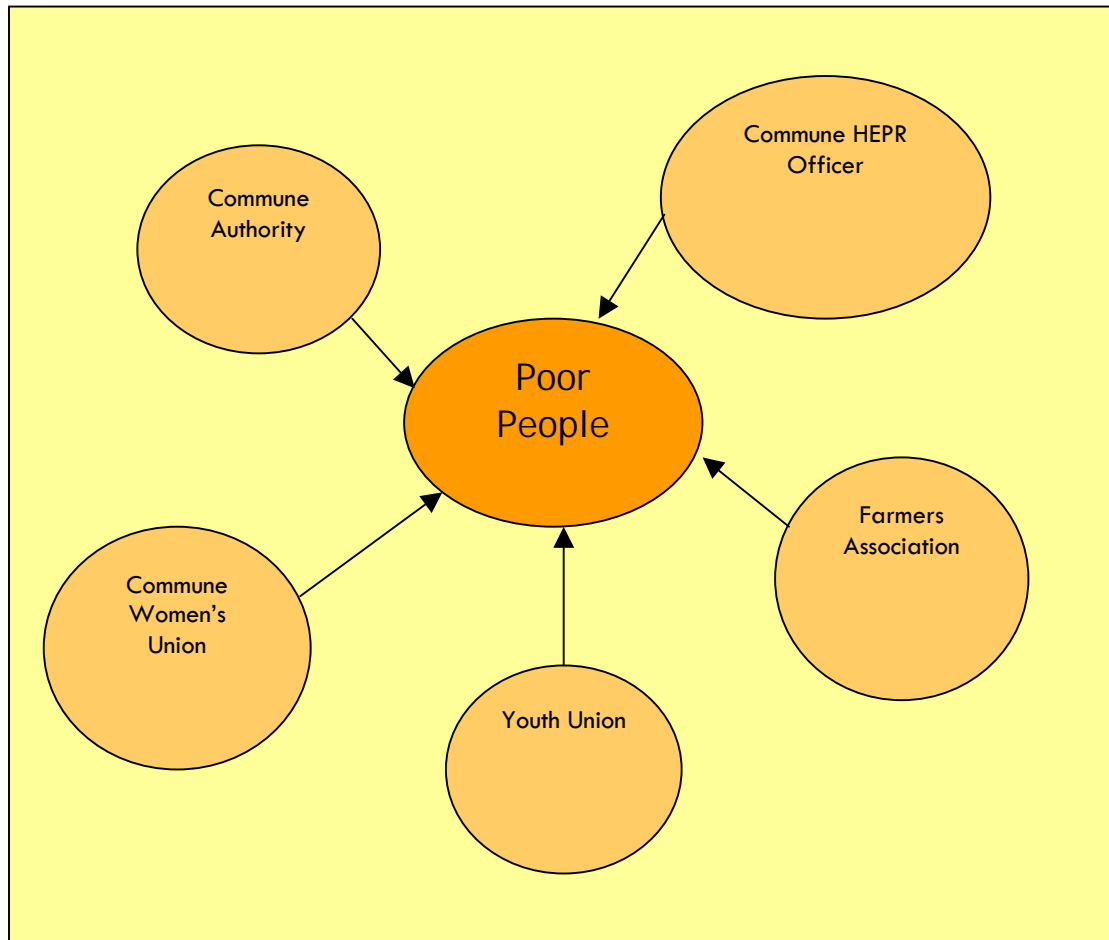 Commune HEPR
Officer
Commune
Authority
Poor
People
Farmers
Association
Commune
Women’s
Union
Youth Union